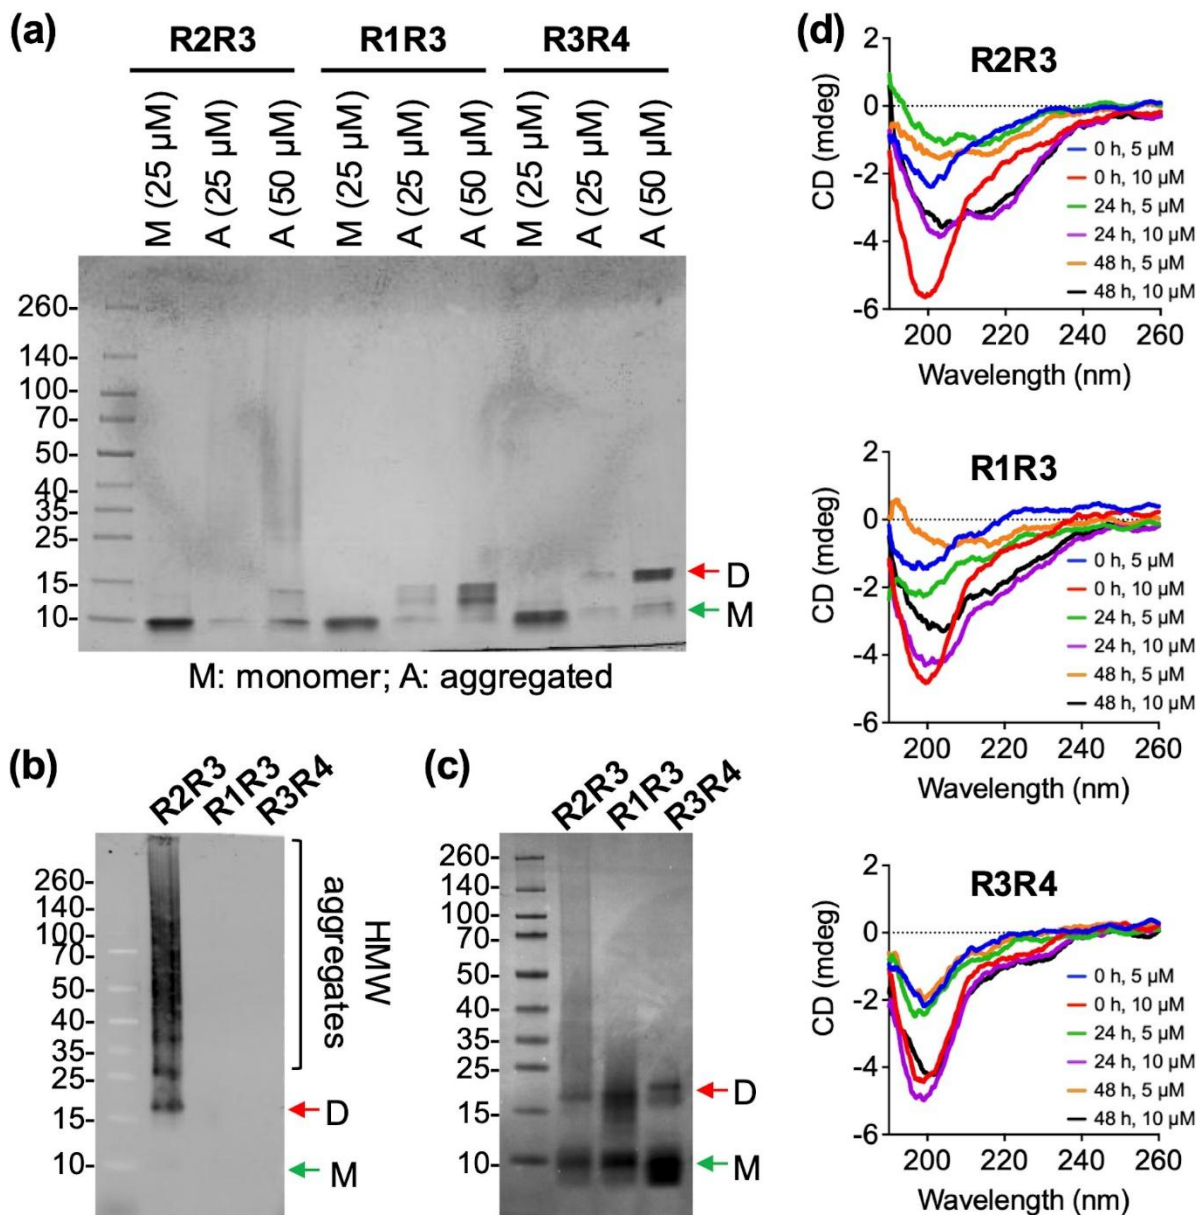 (a)
R2R3 R1R3 R3R4
M (25 µM) A (25 µM) A (50 µM) M (25 µM) A (25 µM) A (50 µM) M (25 µM) A (25 µM) A (50 µM)
260-
140-
100-
70-
50-
40-
35-
25-
15-
10-
D
M
M: monomer; A: aggregated
(b)
R2R3 R1R3 R3R4
260-
140-
100-
70-
50-
40-
35-
25-
15-
10-
HMW
aggregates
D
M
(c)
R2R3 R1R3 R3R4
260-
140-
100-
70-
50-
40-
35-
25-
15-
10-
D
M
(d)
R2R3
CD (mdeg)
2
0
-2
-4
-6
0 h, 5 µM
0 h, 10 µM
24 h, 5 µM
24 h, 10 µM
48 h, 5 µM
48 h, 10 µM
200 220 240 260
Wavelength (nm)
R1R3
CD (mdeg)
2
0
-2
-4
-6
0 h, 5 µM
0 h, 10 µM
24 h, 5 µM
24 h, 10 µM
48 h, 5 µM
48 h, 10 µM
200 220 240 260
Wavelength (nm)
R3R4
CD (mdeg)
2
0
-2
-4
-6
0 h, 5 µM
0 h, 10 µM
24 h, 5 µM
24 h, 10 µM
48 h, 5 µM
48 h, 10 µM
200 220 240 260
Wavelength (nm)